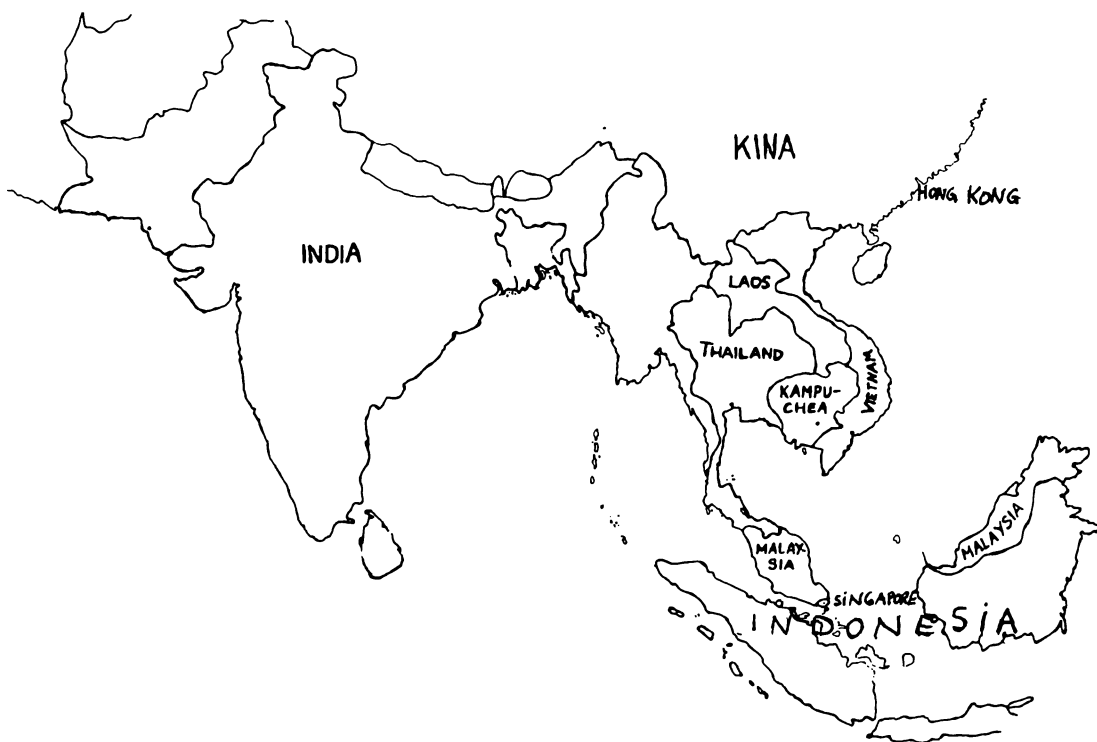 KINA
HONG KONG
INDIA
LAOS
THAILAND
VIETNAM
KAMPU-
CHEA
MALAYSIA
MALAY-
SIA
SiNGAPORE
INDONESiA